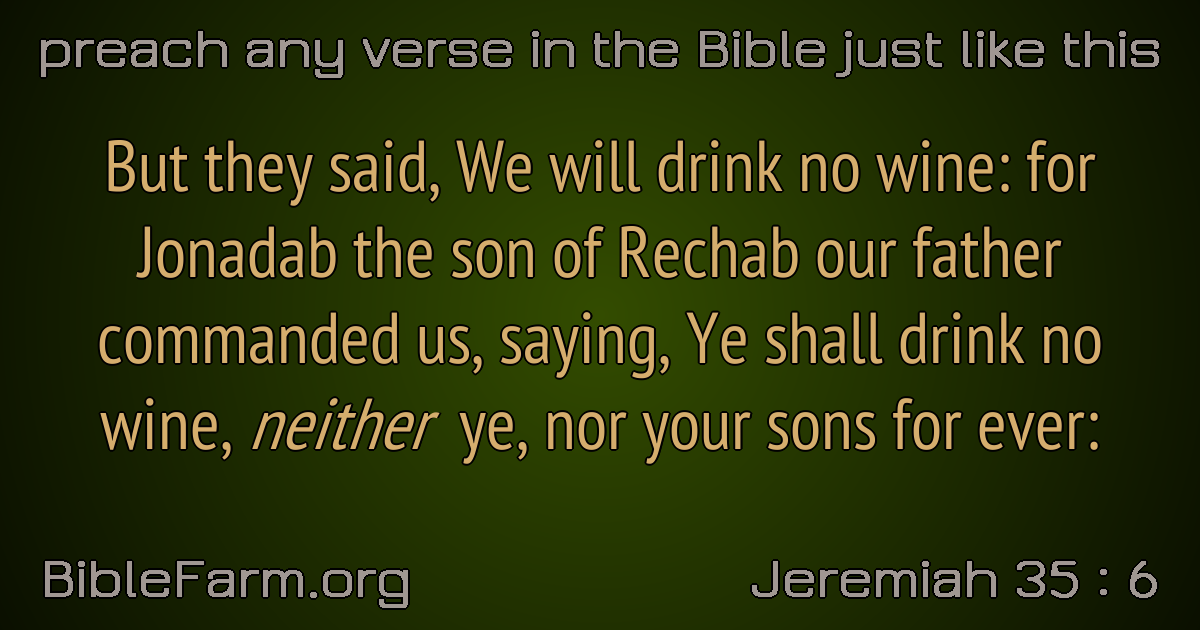 preach any verse in the Bible just like this
But they said, We will drink no wine: for
Jonadab the son of Rechab our father
commanded us, saying, Ye shall drink no
wine, neither ye, nor your sons for ever:
BibleFarm.org
Jeremiah 35 : 6